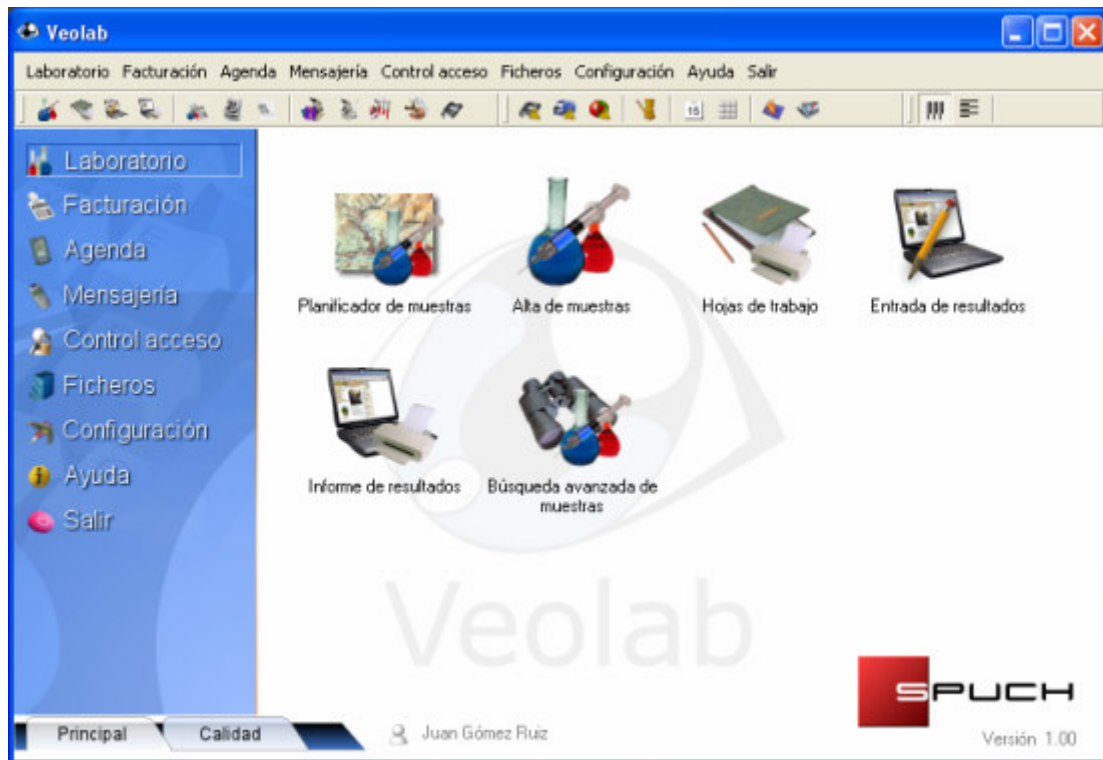 Veolab
Laboratorio Facturación Agenda Mensajería Control acceso Ficheros Configuración Ayuda Salir
15
Laboratorio
Facturación
Agenda
Mensajería
Control acceso
Ficheros
Configuración
Ayuda
Salir
Planificador de muestras
Alta de muestras
Hojas de trabajo
Entrada de resultados
Informe de resultados
Búsqueda avanzada de
muestras
Veolab
SPUCH
Principal
Calidad
Juan Gómez Ruiz
Versión 1.00